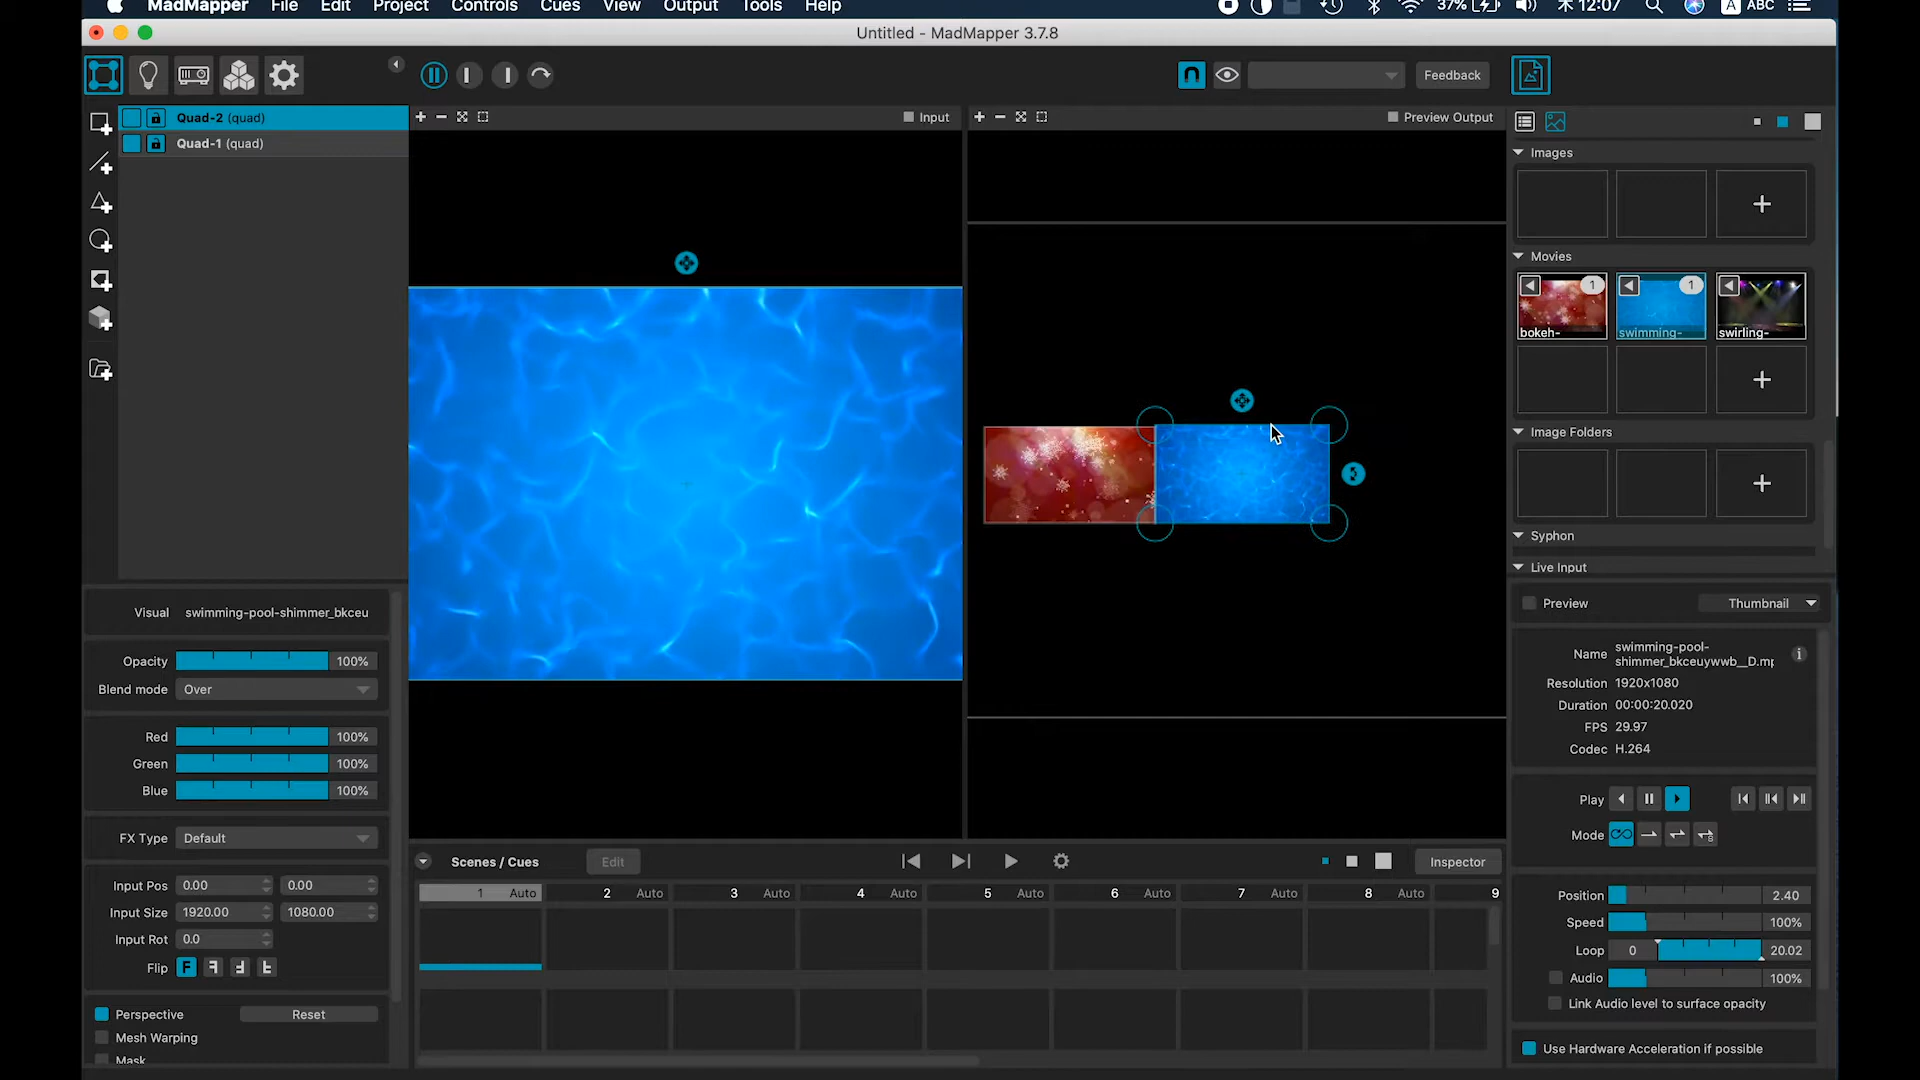 MadMapper File Edit Project Controls Cues View Output Tools Help 37% 木 12:07 A ABC
Untitled - MadMapper 3.7.8
Feedback
Quad-2 (quad)
Quad-1 (quad)
Input
Preview Output
Images
Movies
1 1
bokeh- swimming- swirling-
Image Folders
Syphon
Live Input
Preview Thumbnail
Name swimming-pool-
shimmer_bkceuywwb__D.mp
Resolution 1920x1080
Duration 00:00:20.020
FPS 29.97
Codec H.264
Play
Mode
Position 2.40
Speed 100%
Loop 0 20.02
Audio 100%
Link Audio level to surface opacity
Use Hardware Acceleration if possible
Visual swimming-pool-shimmer_bkceu
Opacity 100%
Blend mode Over
Red 100%
Green 100%
Blue 100%
FX Type Default
Input Pos 0.00 0.00
Input Size 1920.00 1080.00
Input Rot 0.0
Flip
Perspective Reset
Mesh Warping
Mask
Scenes / Cues Edit Inspector
1 Auto 2 Auto 3 Auto 4 Auto 5 Auto 6 Auto 7 Auto 8 Auto 9